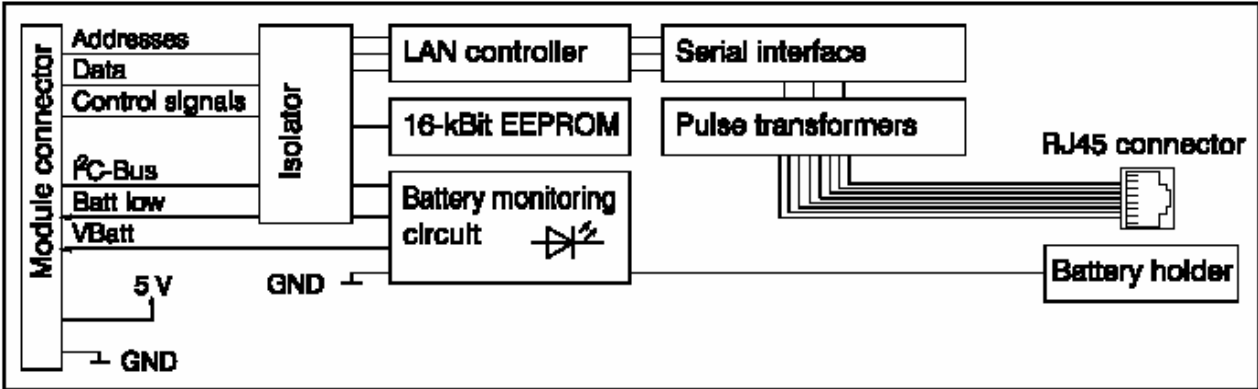 Module connector
Addresses
Data
Control signals
I²C-Bus
Batt low
VBatt
5 V
GND
Isolator
LAN controller
16-kBit EEPROM
Battery monitoring
circuit
GND
Serial interface
Pulse transformers
RJ45 connector
Battery holder